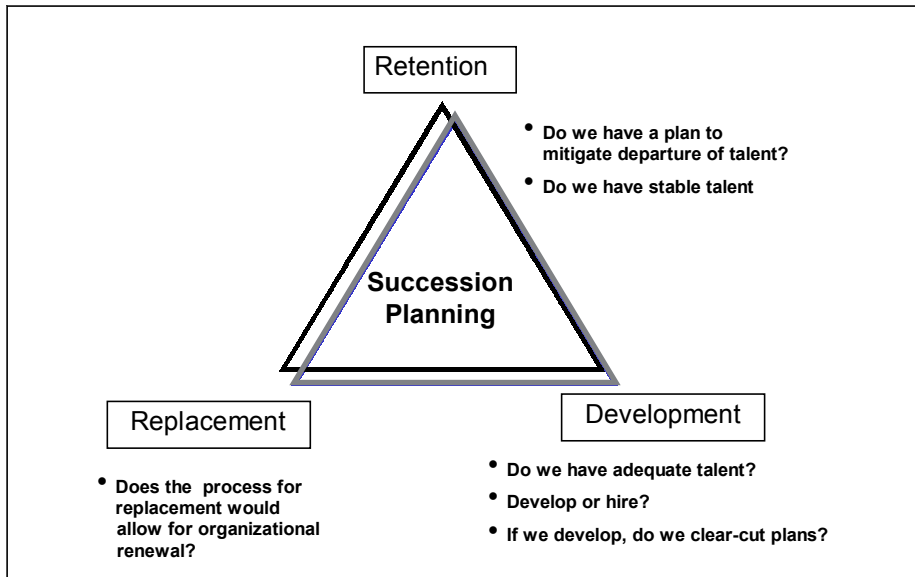 Retention
• Do we have a plan to
mitigate departure of talent?
• Do we have stable talent
Succession
Planning
Replacement
• Does the process for
replacement would
allow for organizational
renewal?
Development
• Do we have adequate talent?
• Develop or hire?
• If we develop, do we clear-cut plans?